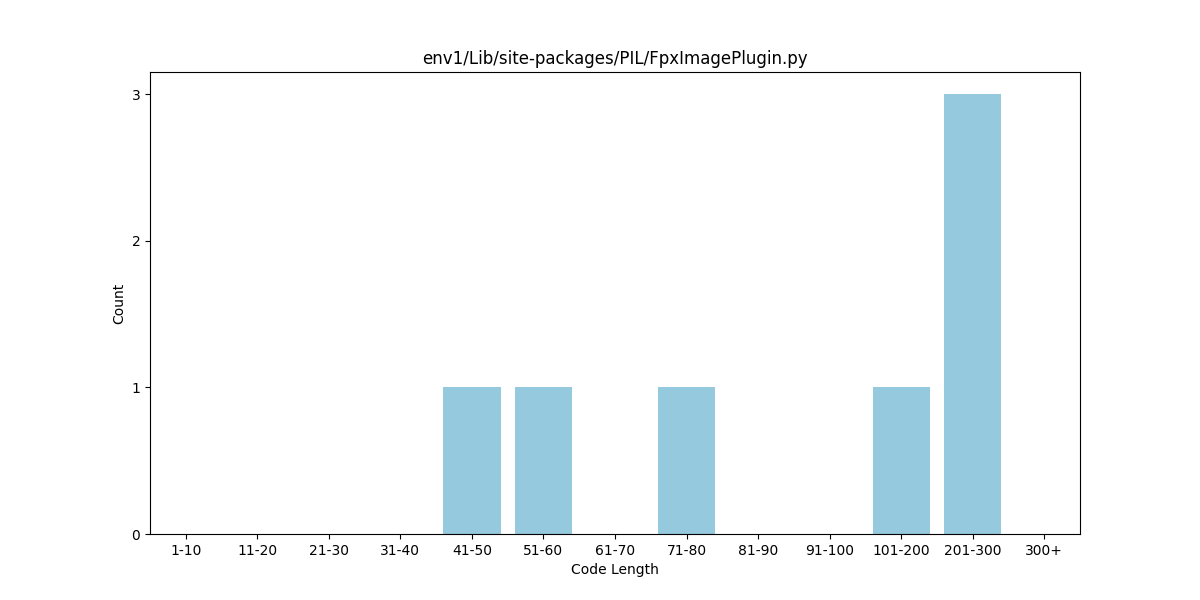 env1/Lib/site-packages/PIL/FpxImagePlugin.py
3
2
1
0
Count
1-10 11-20 21-30 31-40 41-50 51-60 61-70 71-80 81-90 91-100 101-200 201-300 300+
Code Length